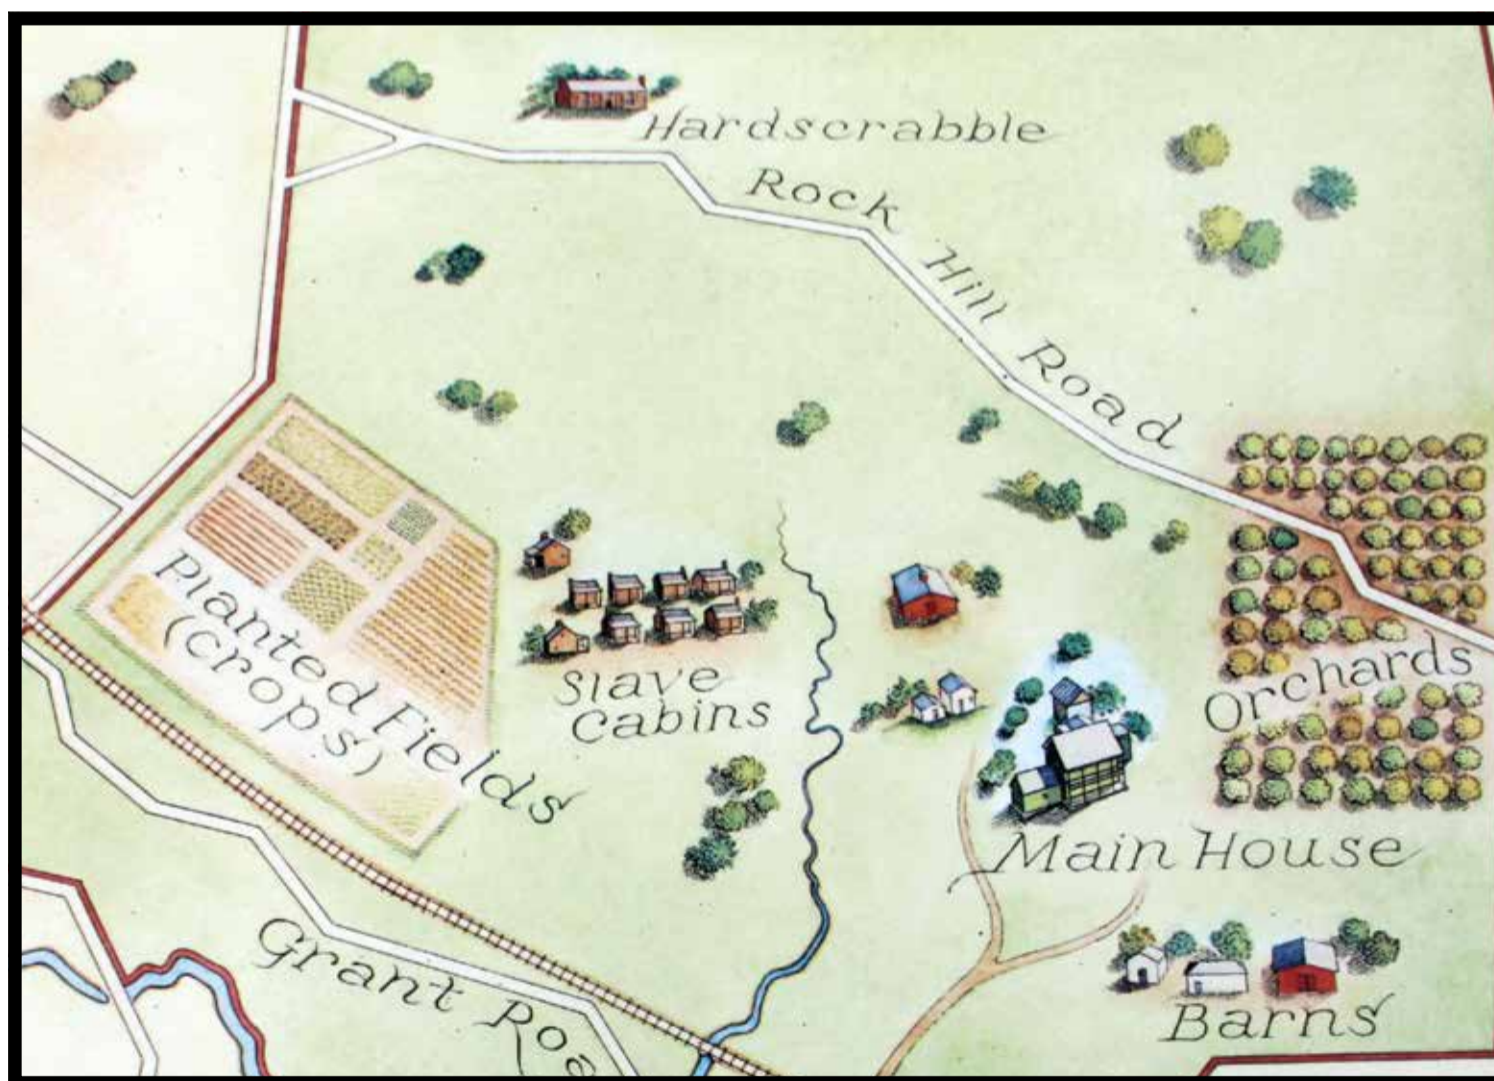 Hardscrabble
Rock Hill Road
Planted Fields
(crops)
Slave
Cabins
Orchards
Main House
Grant Roa
Barns